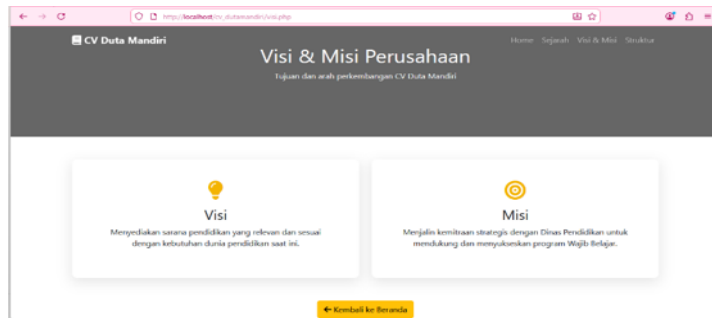 http://localhost/cv_dutamandiri/visi.php
CV Duta Mandiri
Home Sejarah Visi & Misi Struktur
Visi & Misi Perusahaan
Tujuan dan arah perkembangan CV Duta Mandiri
Visi
Menyediakan sarana pendidikan yang relevan dan sesuai
dengan kebutuhan dunia pendidikan saat ini.
Misi
Menjalin kemitraan strategis dengan Dinas Pendidikan untuk
mendukung dan menyukseskan program Wajib Belajar.
Kembali ke Beranda